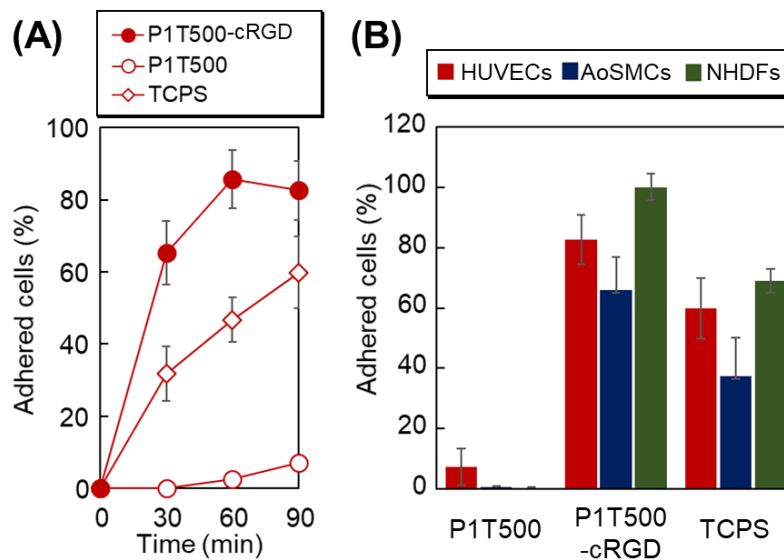 (A)
P1T500-cRGD
P1T500
TCPS
Adhered cells (%)
100
80
60
40
20
0
0 30 60 90
Time (min)
(B)
HUVECs AoSMCs NHDFs
Adhered cells (%)
120
100
80
60
40
20
0
P1T500 P1T500 TCPS
-cRGD